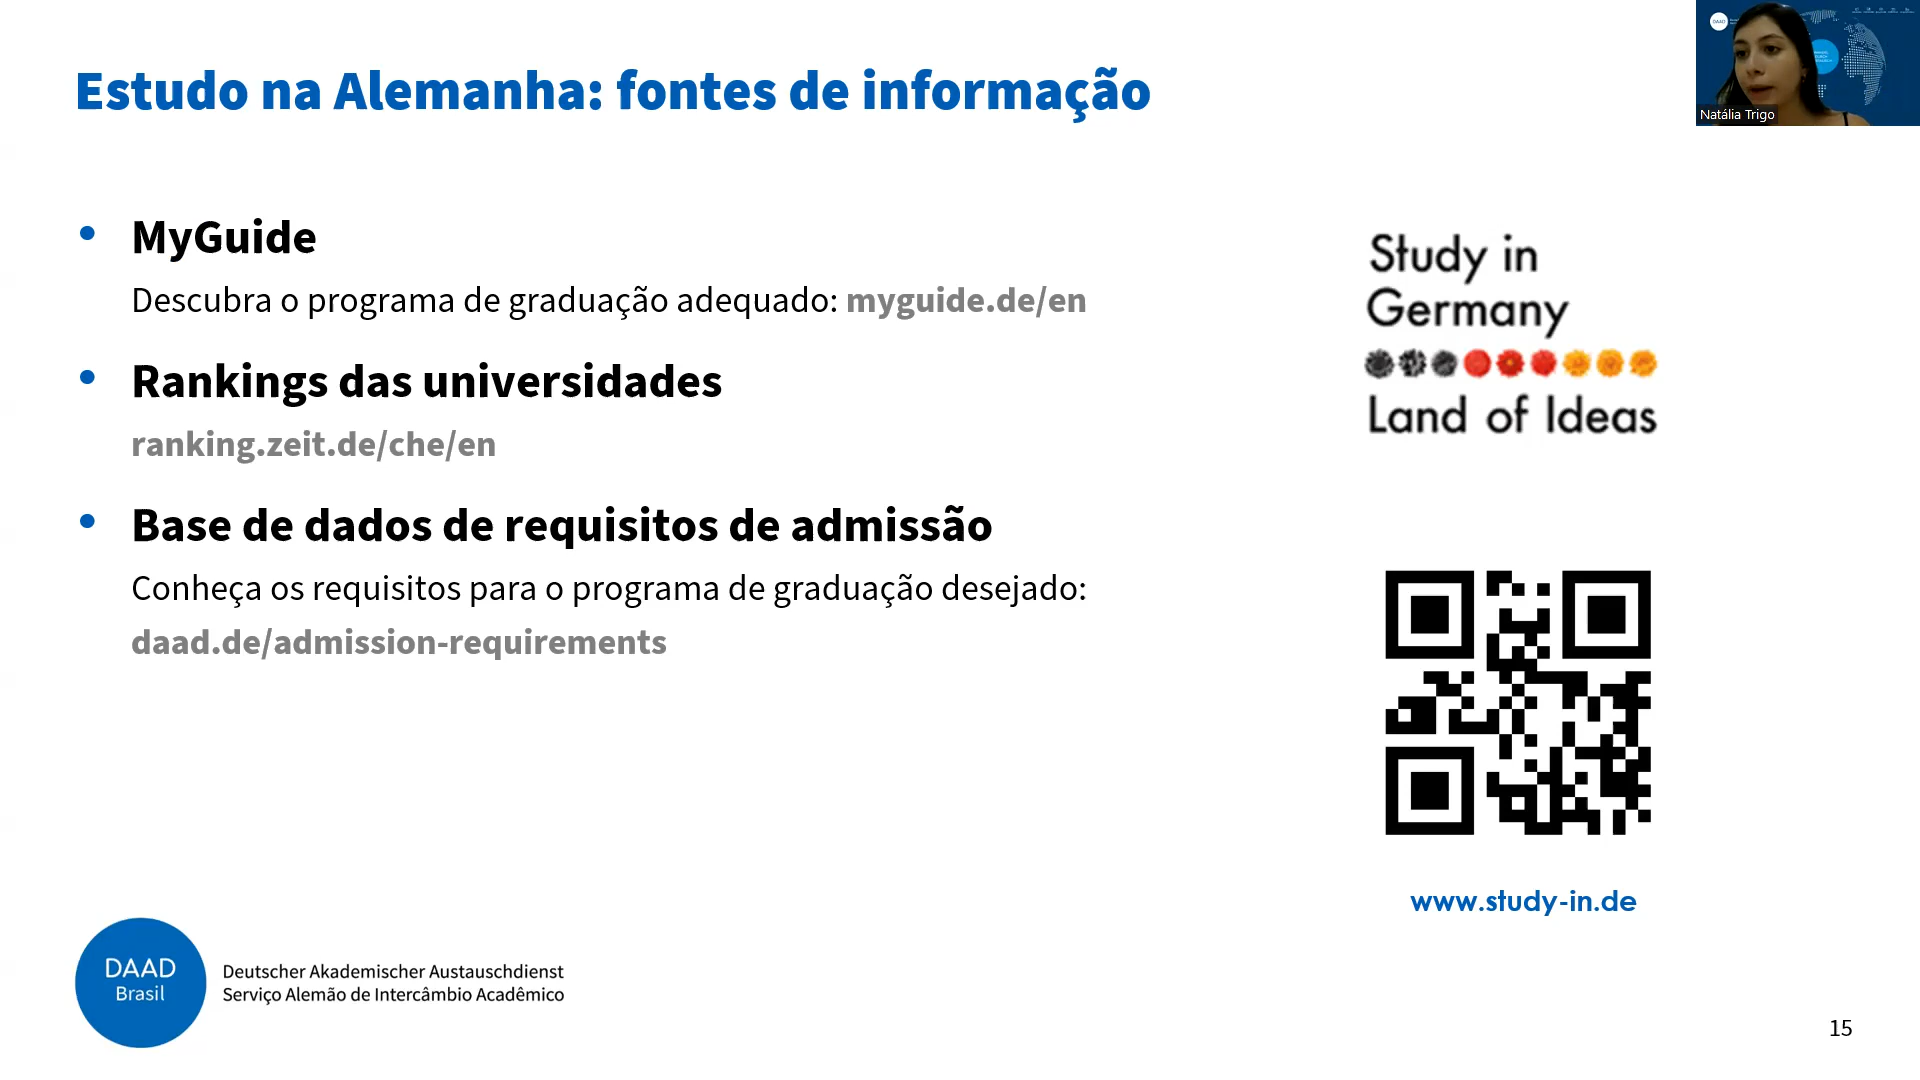 Estudo na Alemanha: fontes de informação
Natália Trigo
• MyGuide
Descubra o programa de graduação adequado: myguide.de/en
• Rankings das universidades
ranking.zeit.de/che/en
• Base de dados de requisitos de admissão
Conheça os requisitos para o programa de graduação desejado:
daad.de/admission-requirements
Study in
Germany
Land of Ideas
www.study-in.de
DAAD
Brasil
Deutscher Akademischer Austauschdienst
Serviço Alemão de Intercâmbio Acadêmico
15